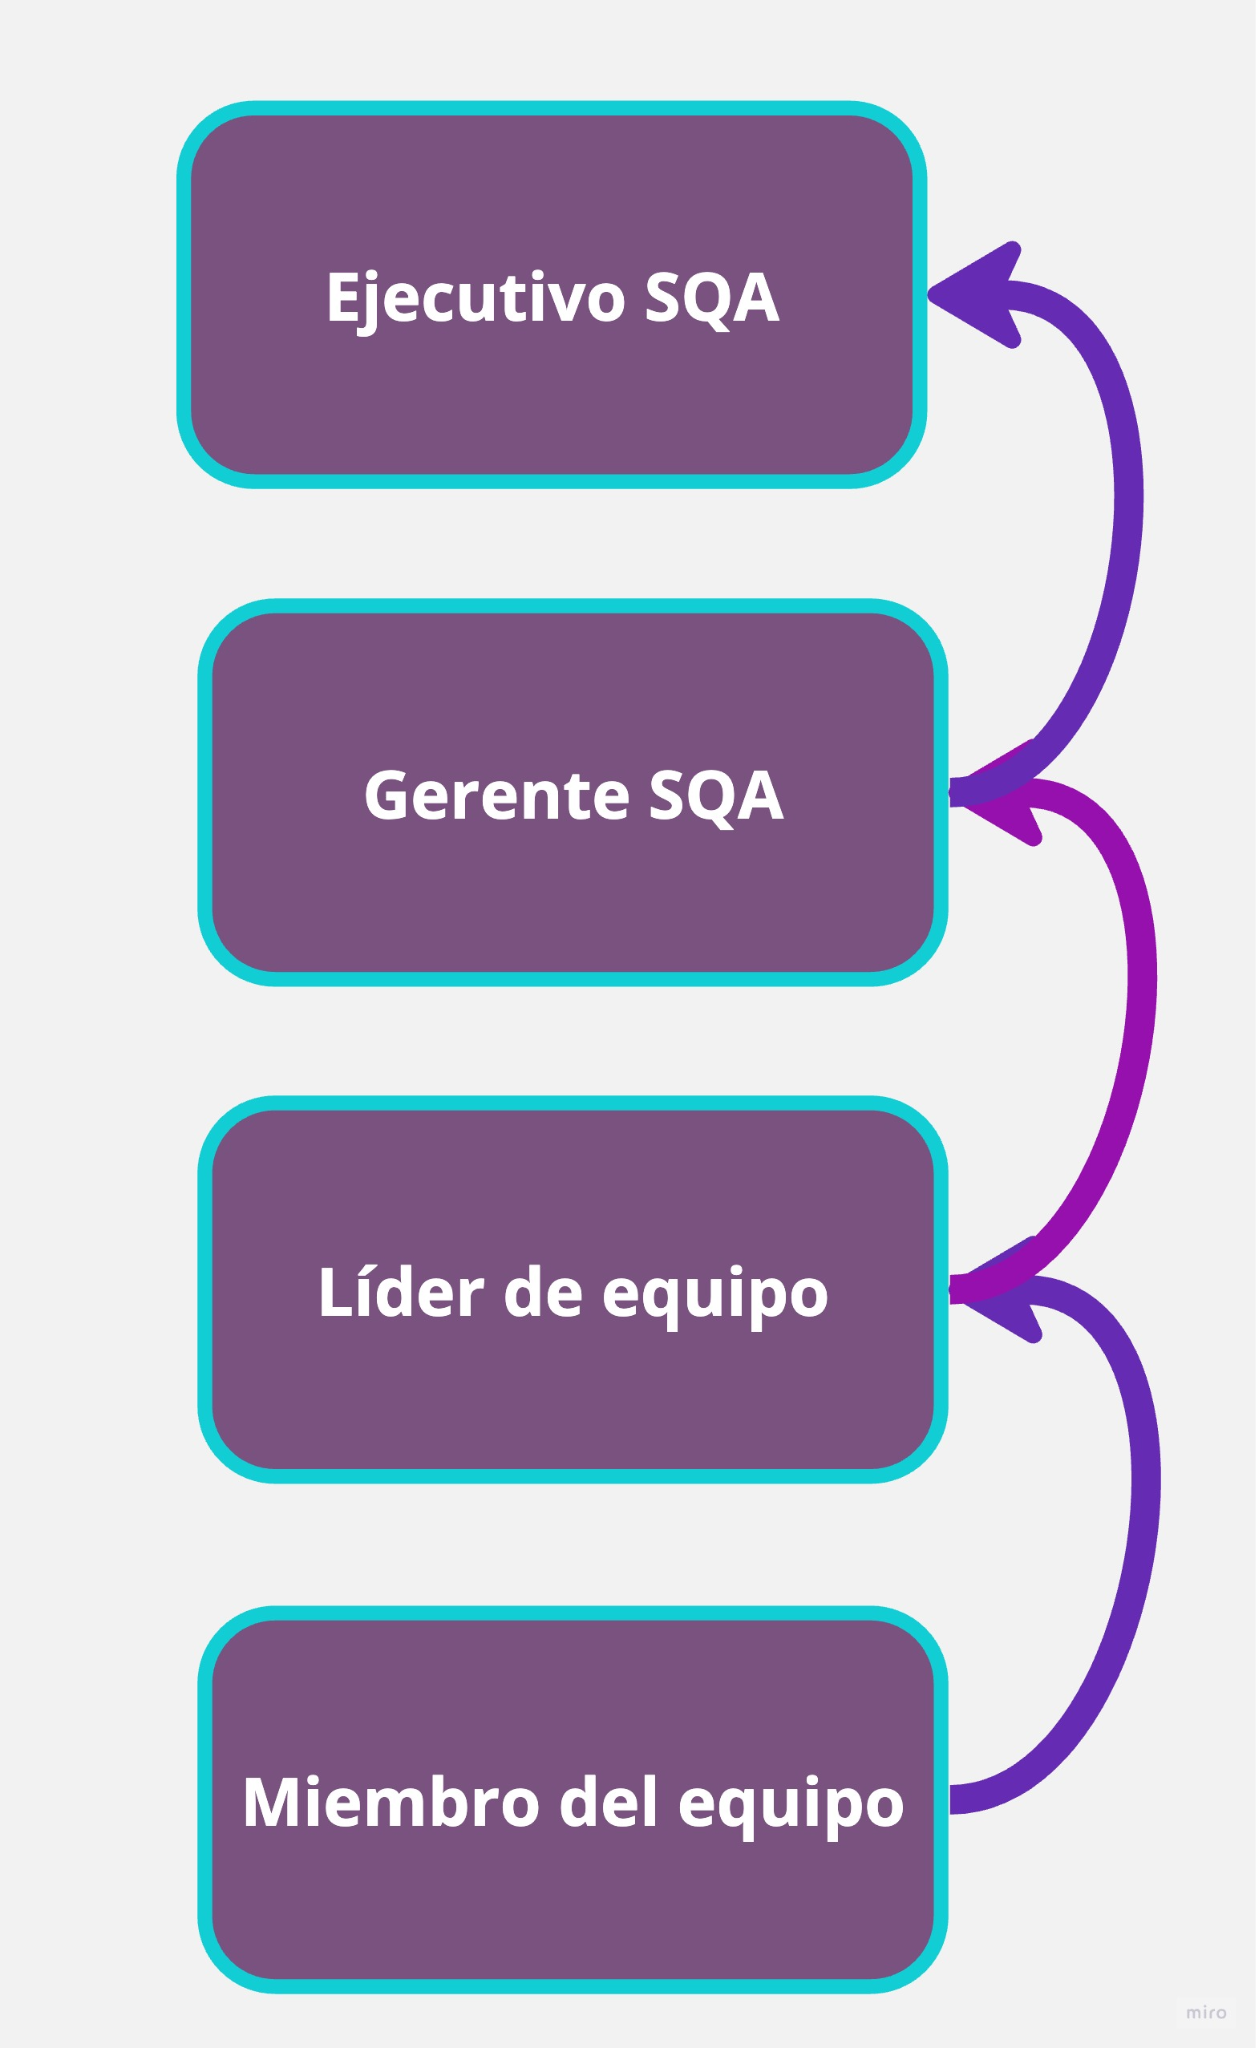 Ejecutivo SQA
Gerente SQA
Líder de equipo
Miembro del equipo
miro